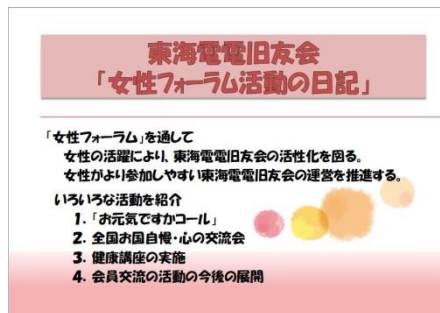 東海電電旧友会
「女性フォーラム活動の日記」
「女性フォーラム」を通して
女性の活躍により、東海電電旧友会の活性化を図る。
女性がより参加しやすい東海電電旧友会の運営を推進する。
いろいろな活動を紹介
1. 「お元気ですかコール」
2. 全国お国自慢・心の交流会
3. 健康講座の実施
4. 会員交流の活動の今後の展開